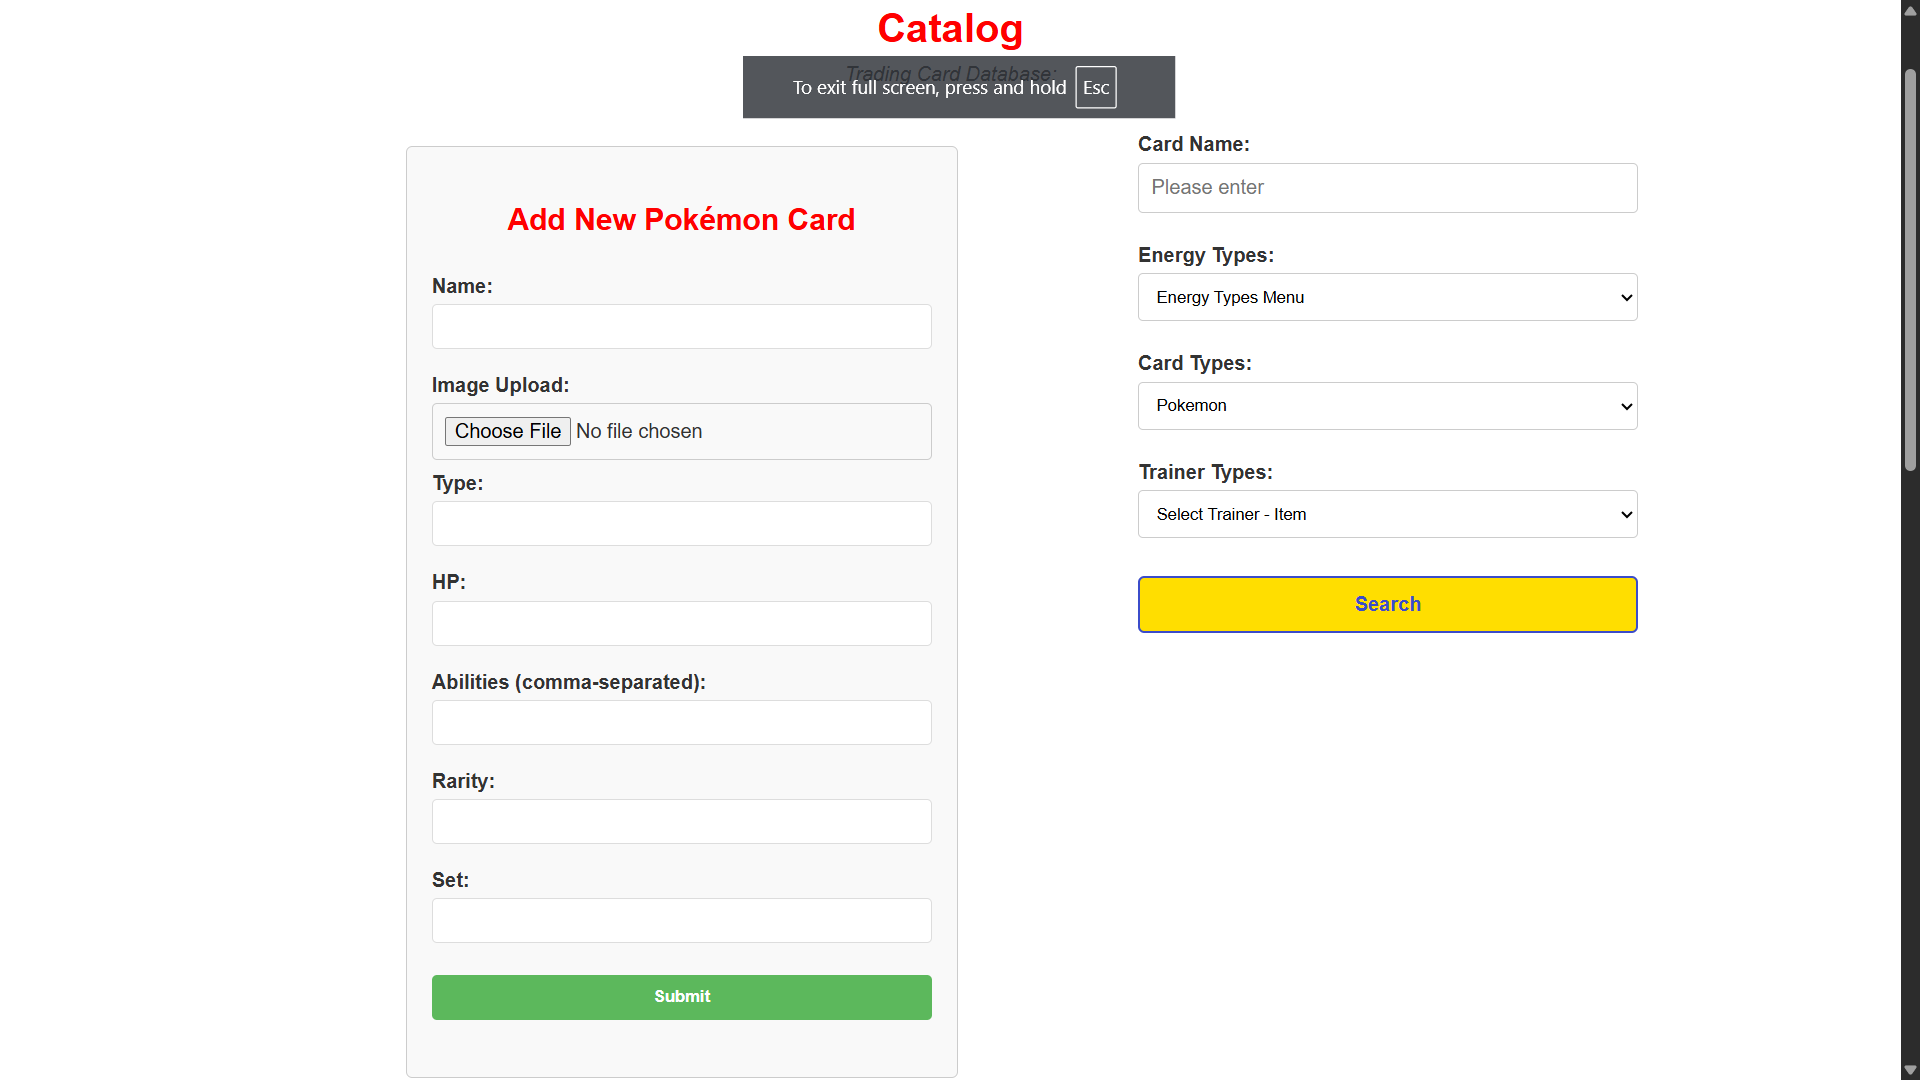 Catalog
Trading Card Database:
To exit full screen, press and hold Esc
Add New Pokémon Card
Name:
Image Upload:
Choose File No file chosen
Type:
HP:
Abilities (comma-separated):
Rarity:
Set:
Submit
Card Name:
Please enter
Energy Types:
Energy Types Menu
Card Types:
Pokemon
Trainer Types:
Select Trainer - Item
Search